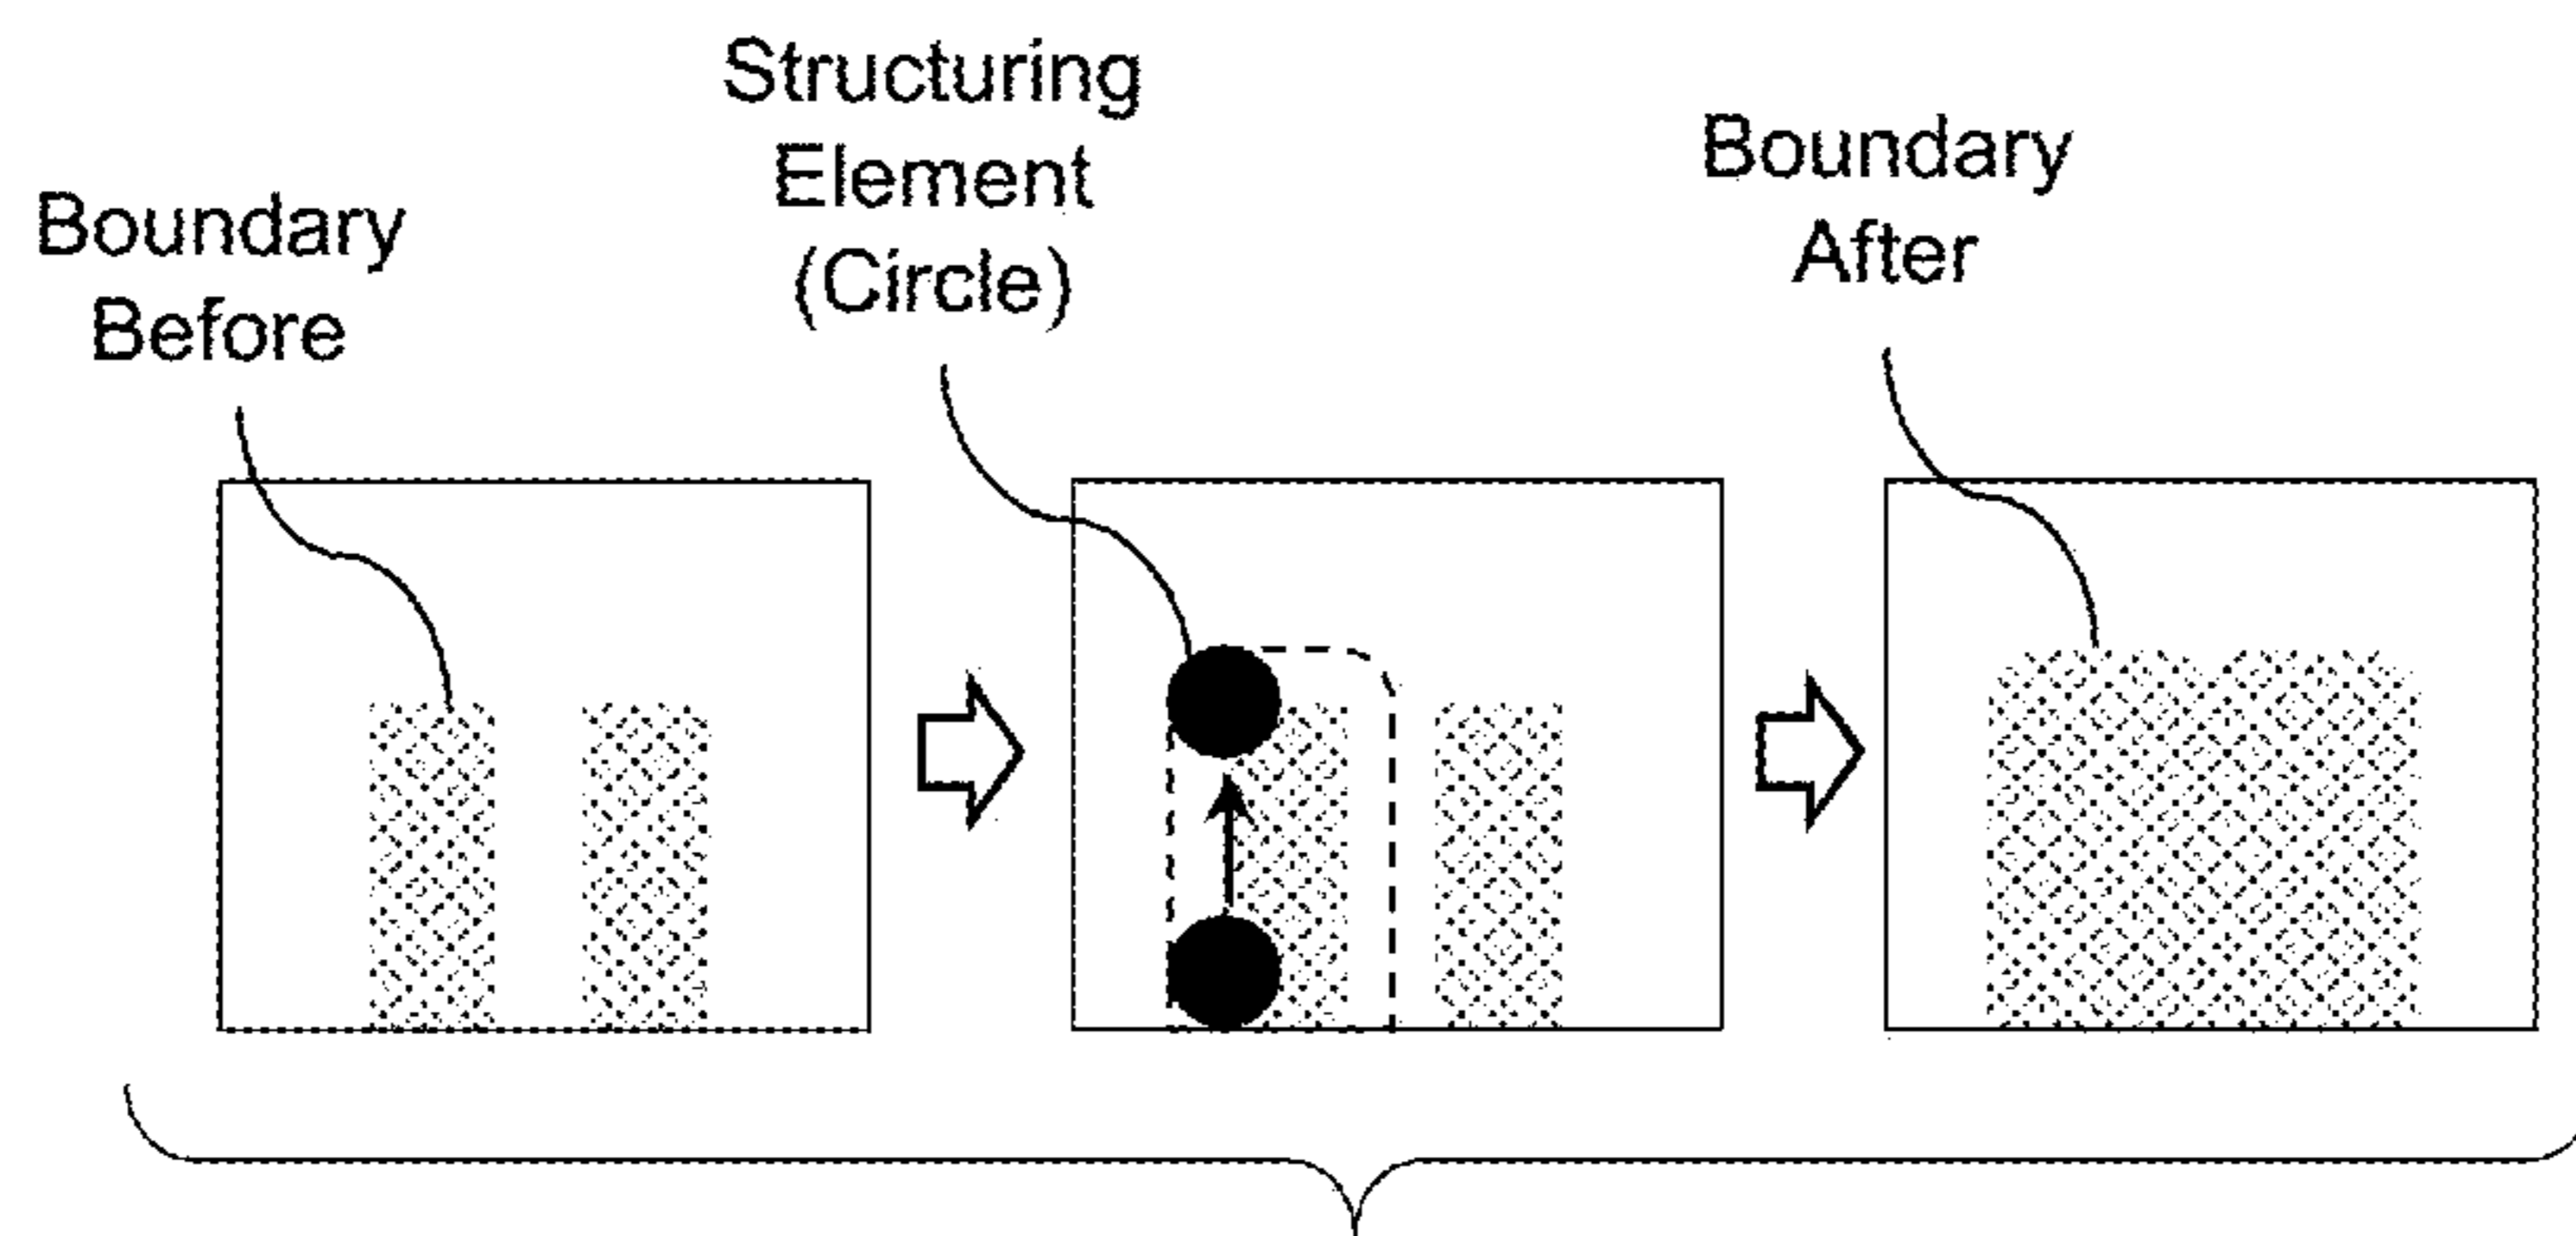 Boundary
Before
Structuring
Element
(Circle)
Boundary
After